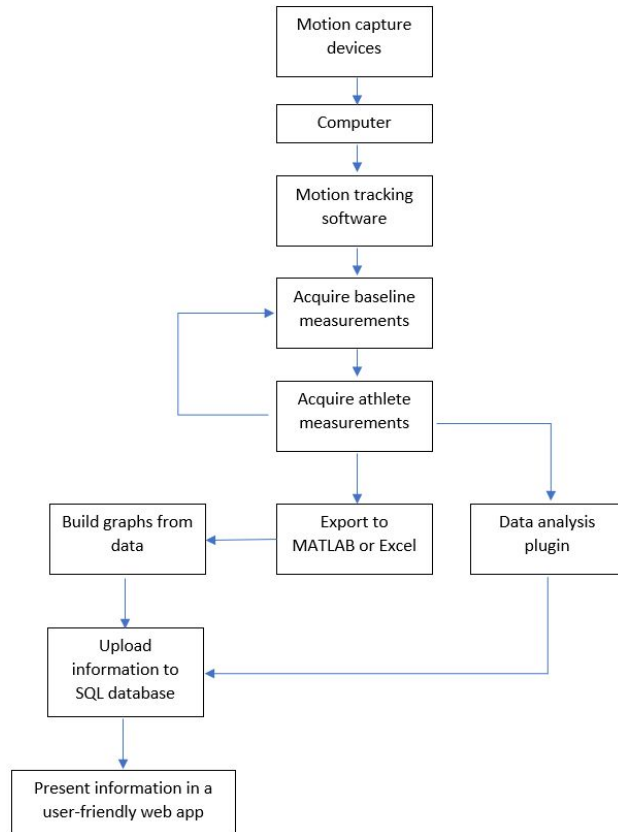 Motion capture
devices
Computer
Motion tracking
software
Acquire baseline
measurements
Acquire athlete
measurements
Build graphs from
data
Export to
MATLAB or Excel
Data analysis
plugin
Upload
information to
SQL database
Present information in a
user-friendly web app